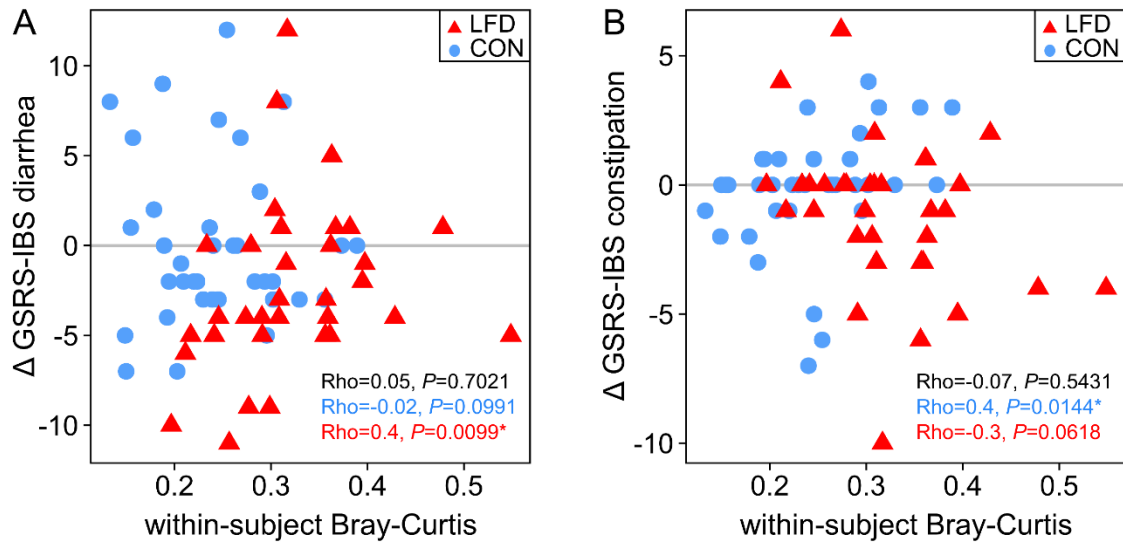 A
LFD
CON
Δ GSRS-IBS diarrhea
10
5
0
-5
-10
Rho=0.05, P=0.7021
Rho=-0.02, P=0.0991
Rho=0.4, P=0.0099*
0.2 0.3 0.4 0.5
within-subject Bray-Curtis
B
LFD
CON
Δ GSRS-IBS constipation
5
0
-5
-10
Rho=-0.07, P=0.5431
Rho=0.4, P=0.0144*
Rho=-0.3, P=0.0618
0.2 0.3 0.4 0.5
within-subject Bray-Curtis